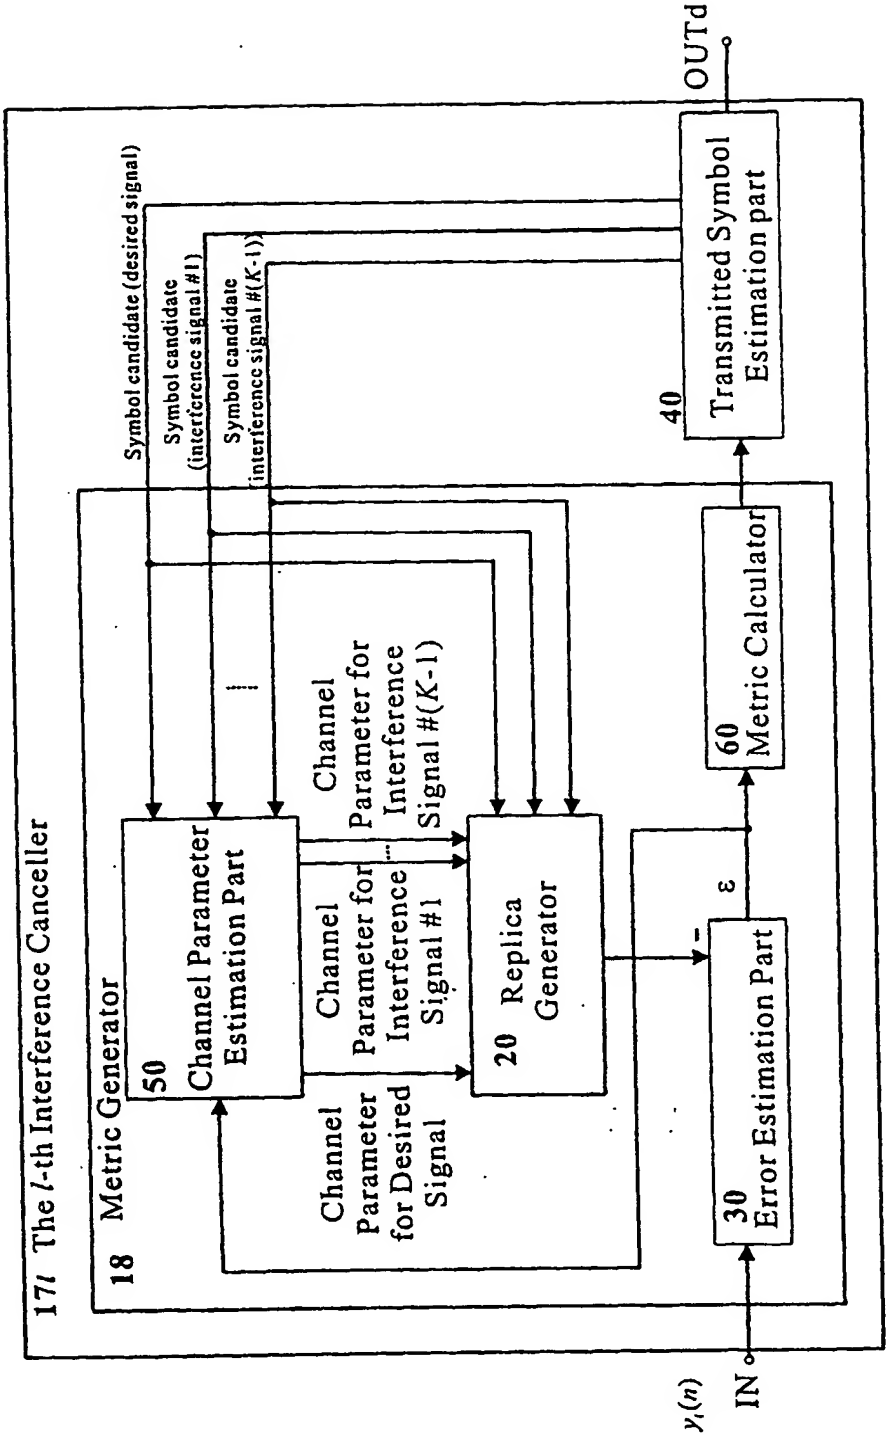 17l The l-th Interference Canceller
18 Metric Generator
Symbol candidate (desired signal)
Symbol candidate
(interference signal #1)
Symbol candidate
(interference signal #(K-1))
50
Channel Parameter
Estimation Part
Channel
Parameter
for Desired
Signal
Channel
Parameter for
Interference
Signal #1
Channel
Parameter for
Interference
Signal #(K-1)
20 Replica
Generator
30
Error Estimation Part
−
ε
60
Metric Calculator
40
Transmitted Symbol
Estimation part
yl(n)
IN
OUTd